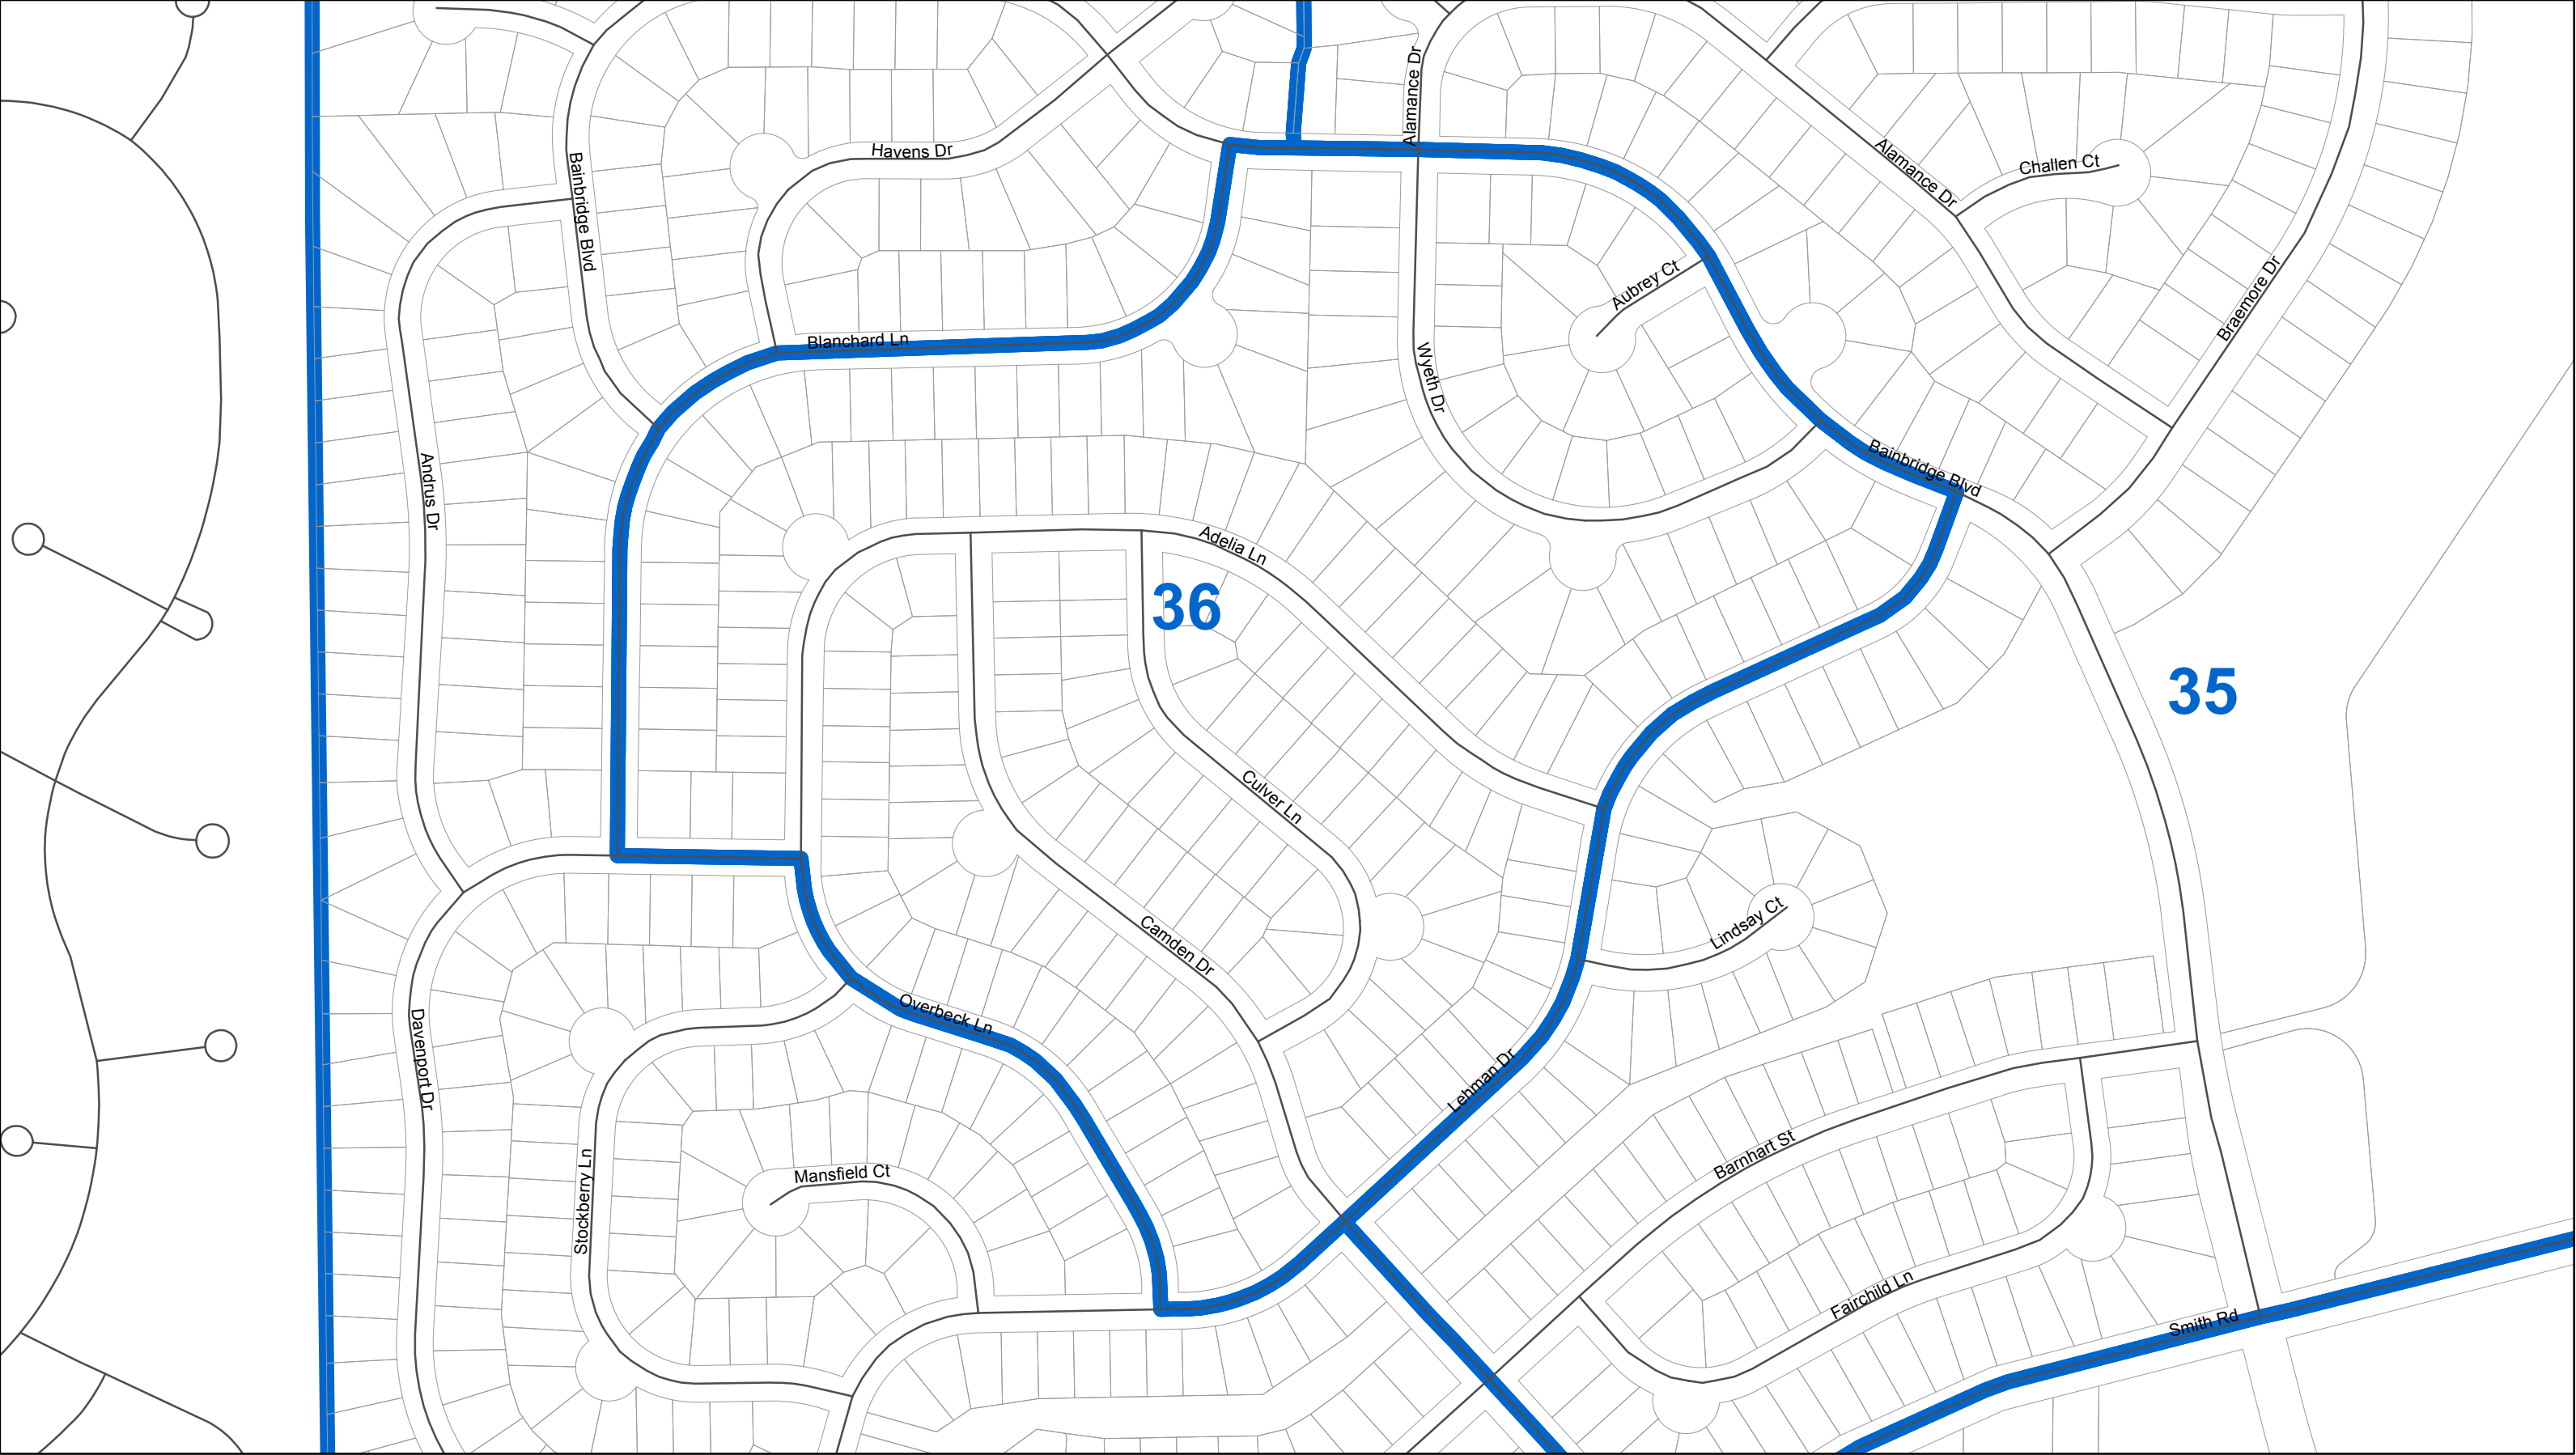 Alamance Dr
Havens Dr
Bainbridge Blvd
Alamance Dr
Challen Ct
Aubrey Ct
Braemore Dr
Blanchard Ln
Wyeth Dr
Bainbridge Blvd
Andrus Dr
Adelia Ln
36
35
Culver Ln
Camden Dr
Lindsay Ct
Overbeck Ln
Davenport Dr
Lehman Dr
Barnhart St
Mansfield Ct
Stockberry Ln
Fairchild Ln
Smith Rd